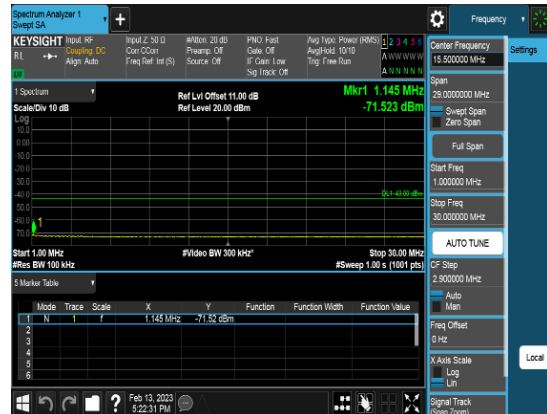 Spectrum Analyzer 1
Swept SA
+
Frequency
KEYSIGHT
Input: RF
Coupling: DC
Align: Auto
Input Z: 50 Ω
Corr CCorr
Freq Ref: Int (S)
#Atten: 20 dB
Preamp: Off
Source: Off
PNO: Fast
Gate: Off
IF Gain: Low
Sig Track: Off
Avg Type: Power (RMS)
Avg|Hold: 10/10
Trig: Free Run
1 2 3 4 5 6
A W W W W W
A N N N N N
RL
1 Spectrum
Scale/Div 10 dB
Ref Lvl Offset 11.00 dB
Ref Level 20.00 dBm
Mkr1 1.145 MHz
-71.523 dBm
Log
10.0
0.00
-10.0
-20.0
-30.0
-40.0
-50.0
-60.0
-70.0
DL1 -43.00 dBm
1
Start 1.00 MHz
#Res BW 100 kHz
#Video BW 300 kHz*
Stop 30.00 MHz
#Sweep 1.00 s (1001 pts)
5 Marker Table
Mode Trace Scale X Y Function Function Width Function Value
1 N 1 f 1.145 MHz -71.52 dBm
2
3
4
5
6
Feb 13, 2023
5:22:31 PM
?
Center Frequency
15.500000 MHz
Span
29.0000000 MHz
Swept Span
Zero Span
Full Span
Start Freq
1.000000 MHz
Stop Freq
30.000000 MHz
AUTO TUNE
CF Step
2.900000 MHz
Auto
Man
Freq Offset
0 Hz
X Axis Scale
Log
Lin
Signal Track
(Span Zoom)
Settings
Local